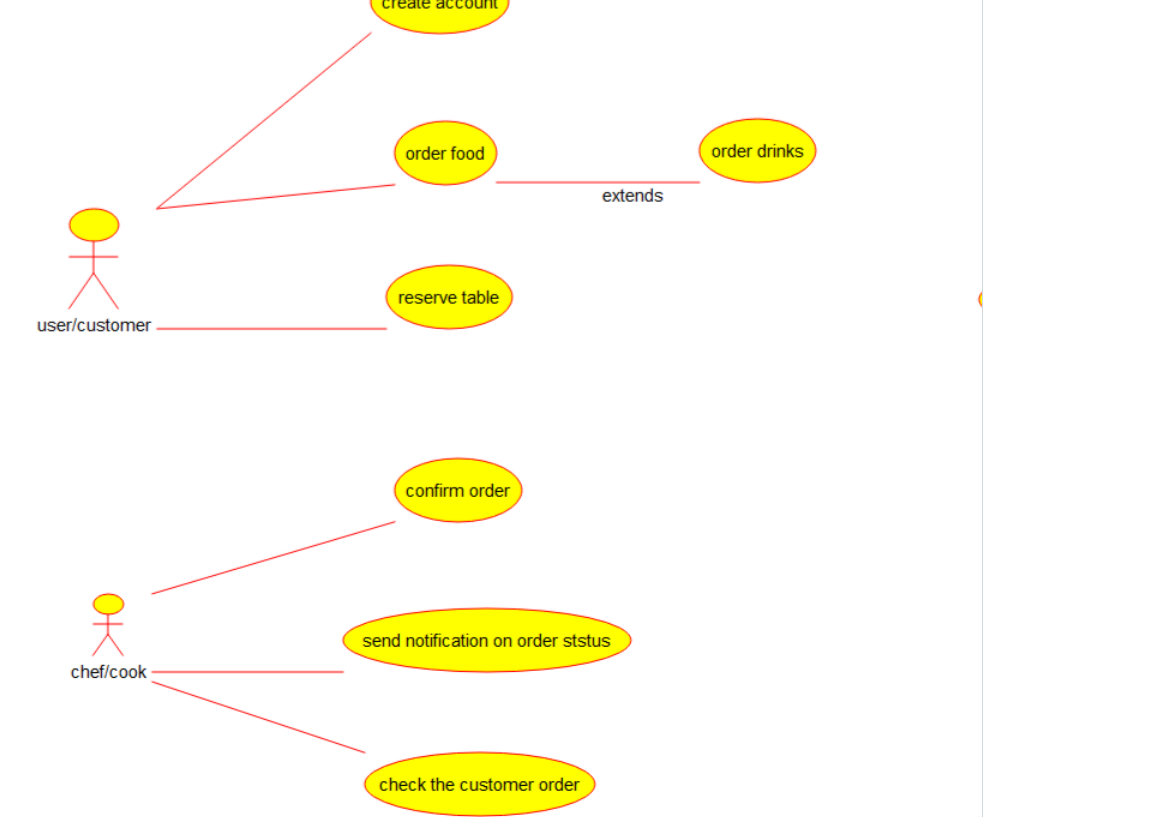 create account
order food
order drinks
extends
reserve table
user/customer
confirm order
send notification on order ststus
chef/cook
check the customer order